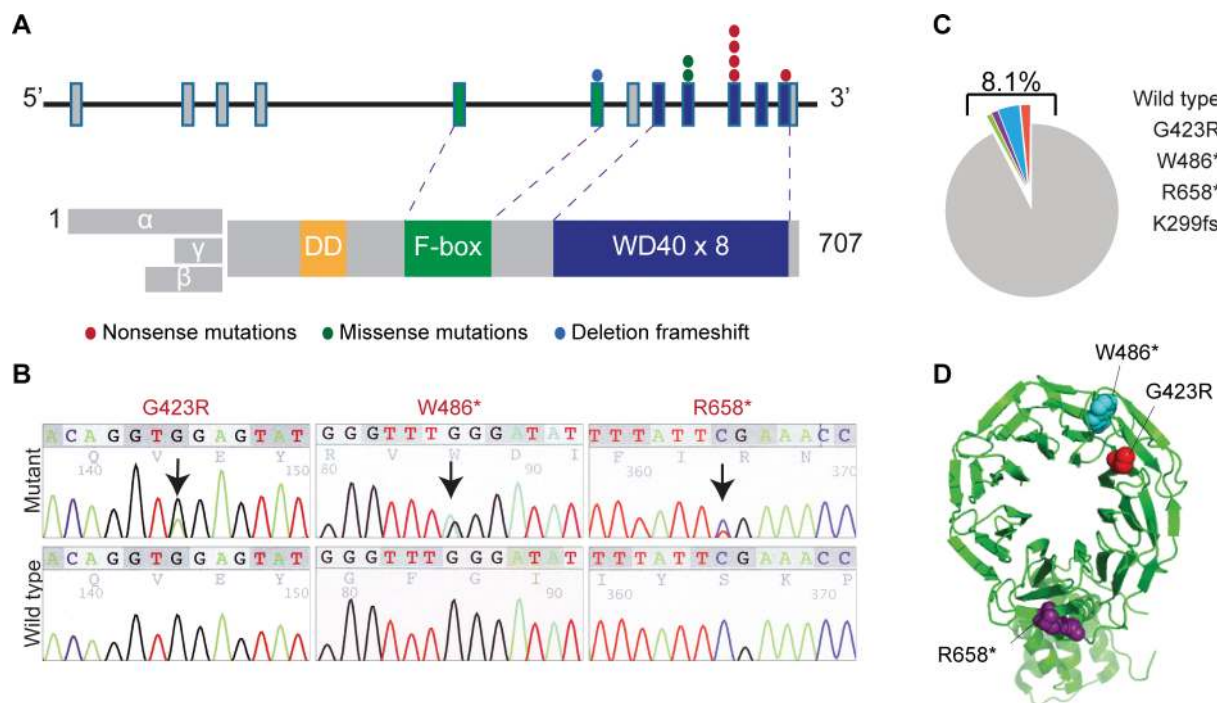 A
5’
3’
1
α
γ
β
DD
F-box
WD40 x 8
707
Nonsense mutations
Missense mutations
Deletion frameshift
B
G423R
W486*
R658*
Mutant
A C A G G T G G A G T A T
Q V E Y
140 150
G G G T T T G G G A T A T
R V W D I
80 90
T T T A T T C G A A A C C
F I R N
360 370
Wild type
A C A G G T G G A G T A T
Q V E Y
140 150
G G G T T T G G G A T A T
G F G I
80 90
T T T A T T C G A A A C C
I Y S K P
360 370
C
8.1%
Wild type
G423R
W486*
R658*
K299fs
D
W486*
G423R
R658*